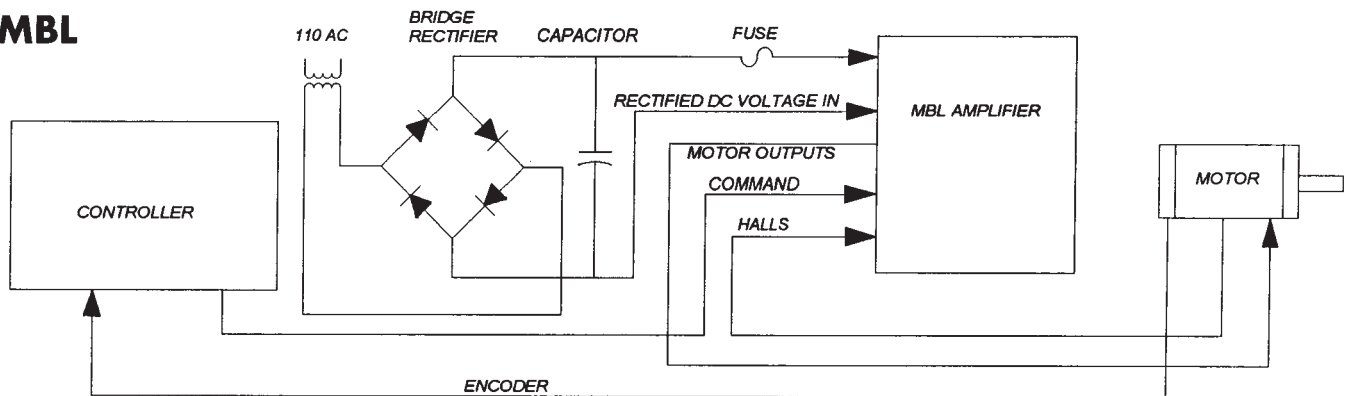 MBL
110 AC
BRIDGE
RECTIFIER
CAPACITOR
FUSE
RECTIFIED DC VOLTAGE IN
MBL AMPLIFIER
MOTOR OUTPUTS
COMMAND
HALLS
CONTROLLER
MOTOR
ENCODER